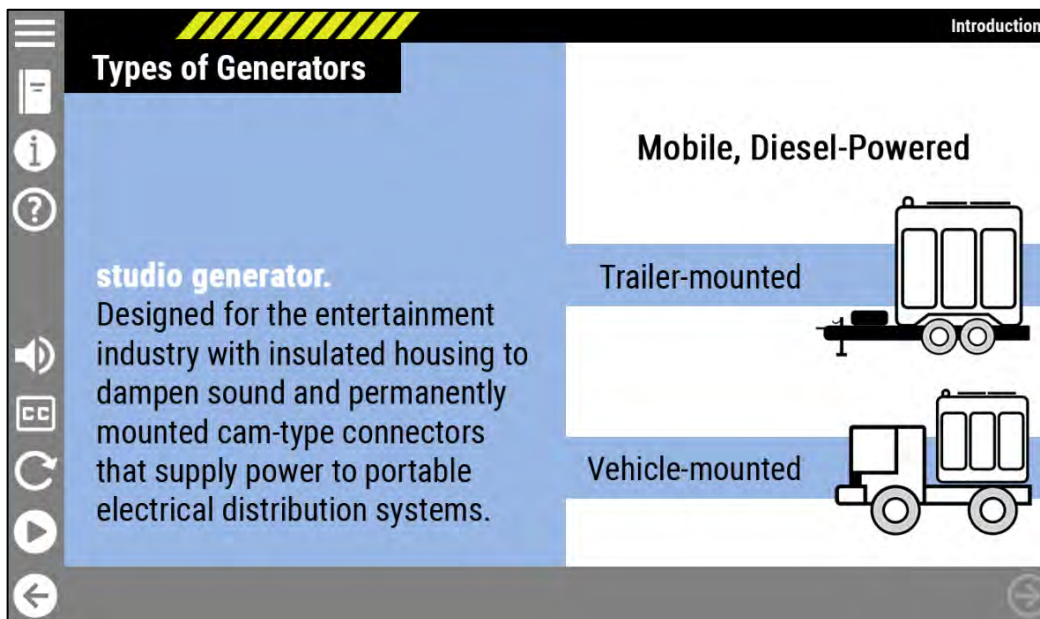 Introduction
Types of Generators
studio generator.
Designed for the entertainment
industry with insulated housing to
dampen sound and permanently
mounted cam-type connectors
that supply power to portable
electrical distribution systems.
Mobile, Diesel-Powered
Trailer-mounted
Vehicle-mounted
i
?
CC